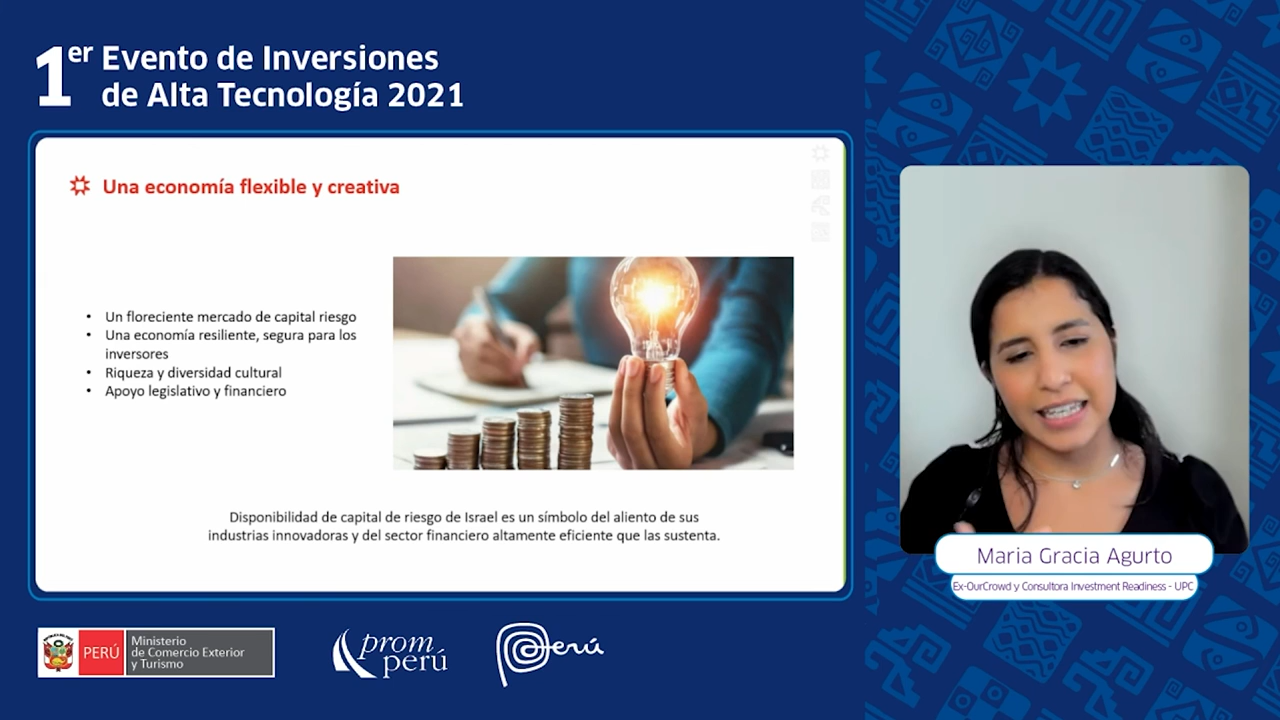 1er Evento de Inversiones
de Alta Tecnología 2021
Una economía flexible y creativa
• Un floreciente mercado de capital riesgo
• Una economía resiliente, segura para los
inversores
• Riqueza y diversidad cultural
• Apoyo legislativo y financiero
Disponibilidad de capital de riesgo de Israel es un símbolo del aliento de sus
industrias innovadoras y del sector financiero altamente eficiente que las sustenta.
Maria Gracia Agurto
Ex-OurCrowd y Consultora Investment Readiness - UPC
PERÚ
Ministerio
de Comercio Exterior
y Turismo
prom
perú
Perú